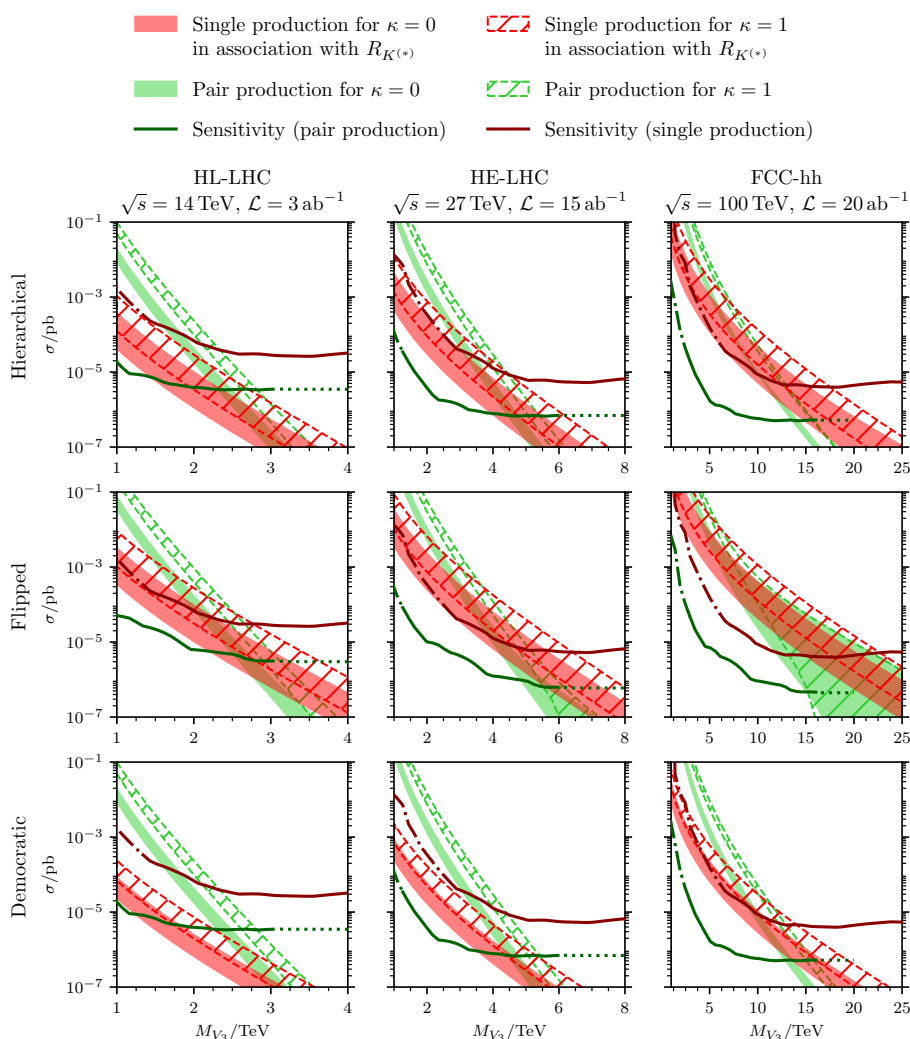 Single production for κ = 0
in association with R_{K^{(*)}}
Single production for κ = 1
in association with R_{K^{(*)}}
Pair production for κ = 0
Pair production for κ = 1
Sensitivity (pair production)
Sensitivity (single production)
HL-LHC
√s = 14 TeV, ℒ = 3 ab⁻¹
HE-LHC
√s = 27 TeV, ℒ = 15 ab⁻¹
FCC-hh
√s = 100 TeV, ℒ = 20 ab⁻¹
Hierarchical
σ/pb
10⁻¹
10⁻³
10⁻⁵
10⁻⁷
1 2 3 4
2 4 6 8
5 10 15 20 25
Flipped
σ/pb
10⁻¹
10⁻³
10⁻⁵
10⁻⁷
1 2 3 4
2 4 6 8
5 10 15 20 25
Democratic
σ/pb
10⁻¹
10⁻³
10⁻⁵
10⁻⁷
1 2 3 4
2 4 6 8
5 10 15 20 25
M_{V₃}/TeV
M_{V₃}/TeV
M_{V₃}/TeV